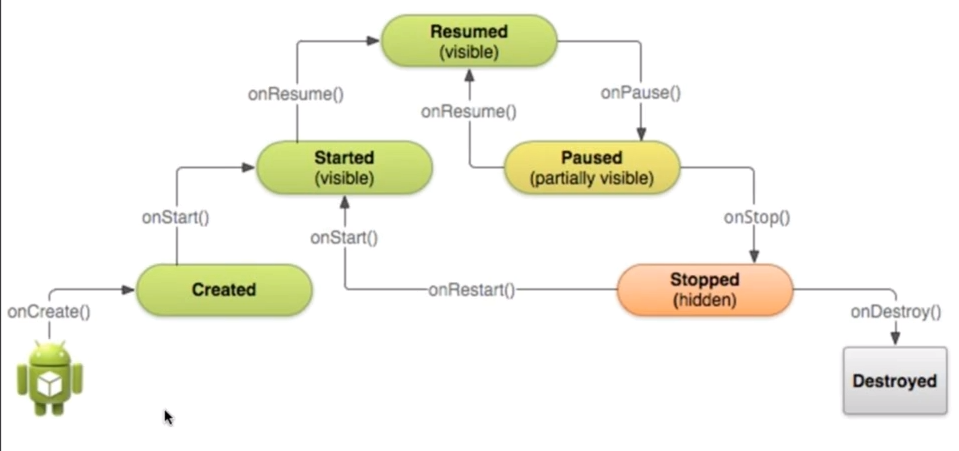 Resumed
(visible)
onResume()
onResume()
onPause()
Started
(visible)
Paused
(partially visible)
onStart()
onStart()
onStop()
Created
onRestart()
Stopped
(hidden)
onCreate()
onDestroy()
Destroyed